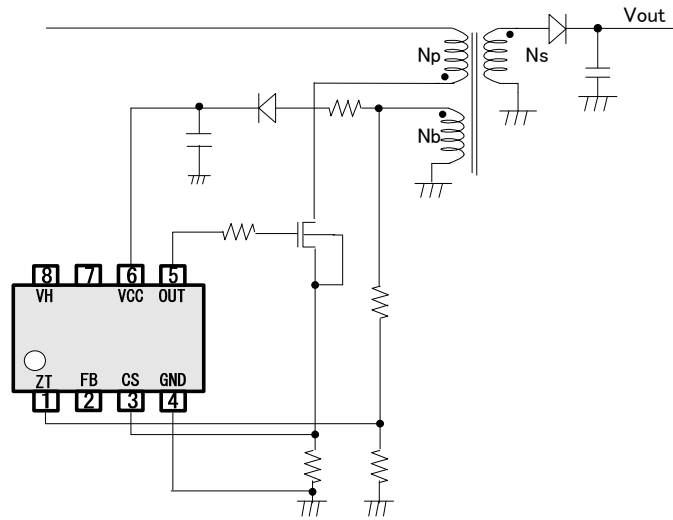 Vout
Np
Ns
Nb
8 7 6 5
VH VCC OUT
ZT FB CS GND
1 2 3 4